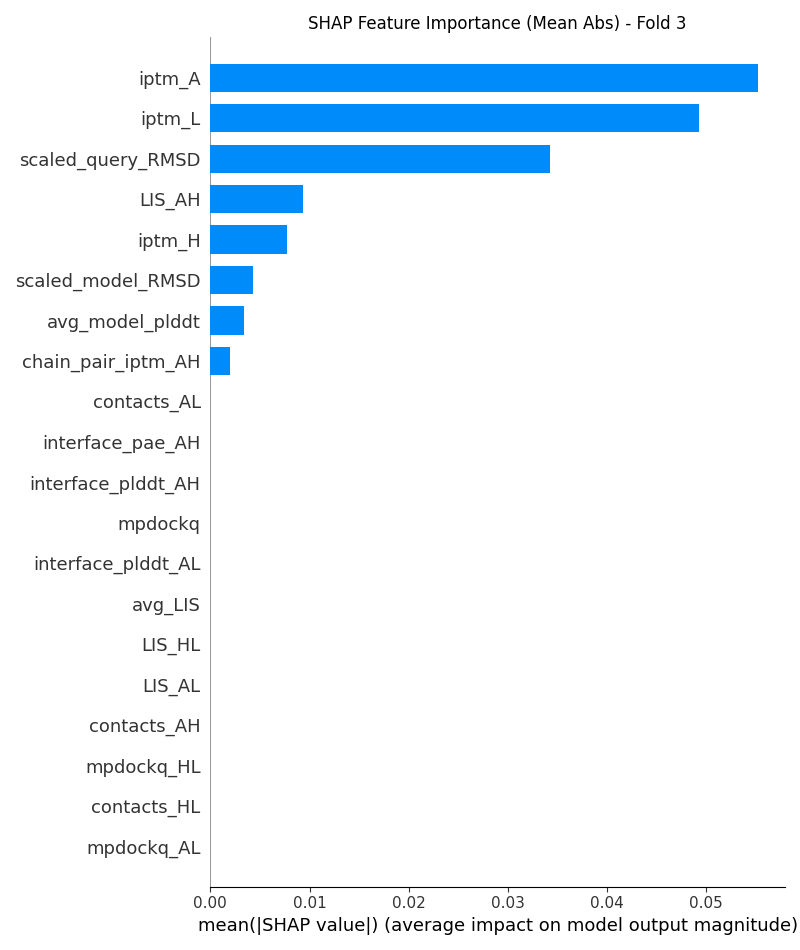 SHAP Feature Importance (Mean Abs) - Fold 3
iptm_A
iptm_L
scaled_query_RMSD
LIS_AH
iptm_H
scaled_model_RMSD
avg_model_plddt
chain_pair_iptm_AH
contacts_AL
interface_pae_AH
interface_plddt_AH
mpdockq
interface_plddt_AL
avg_LIS
LIS_HL
LIS_AL
contacts_AH
mpdockq_HL
contacts_HL
mpdockq_AL
0.00 0.01 0.02 0.03 0.04 0.05
mean(|SHAP value|) (average impact on model output magnitude)